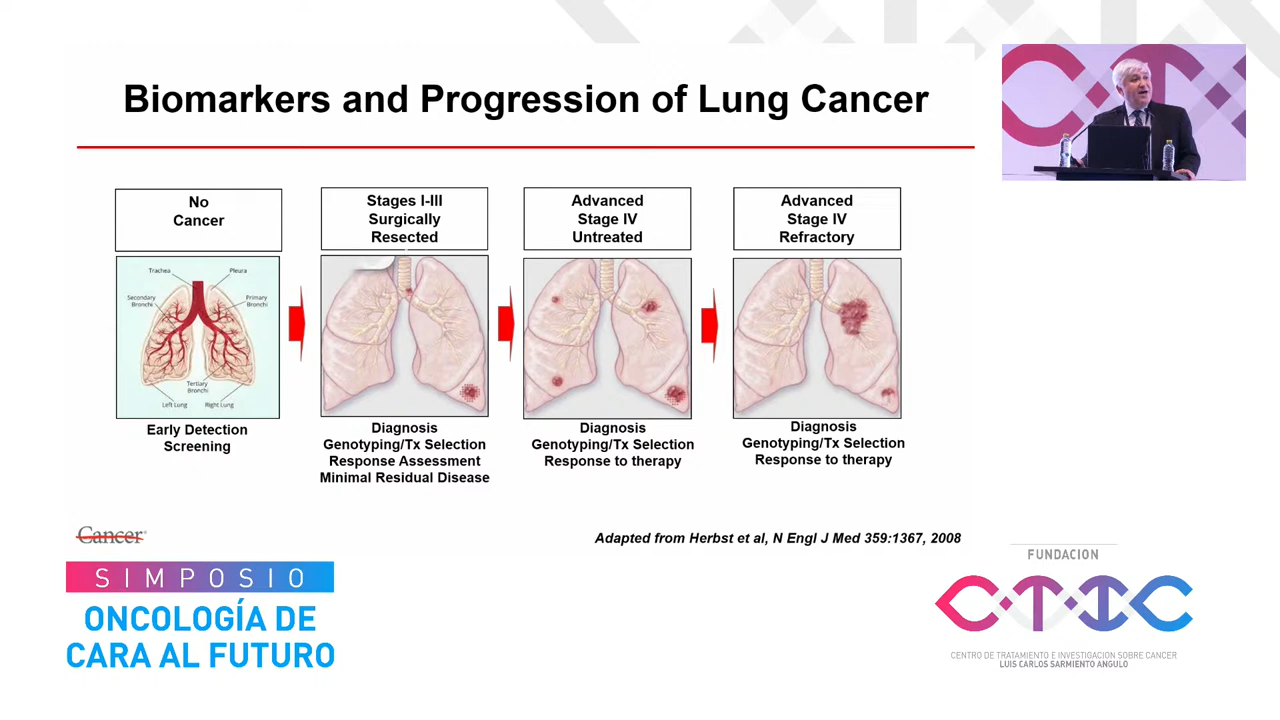 Biomarkers and Progression of Lung Cancer
No
Cancer
Trachea
Pleura
Secondary
Bronchi
Primary
Bronchi
Tertiary
Bronchi
Left Lung
Right Lung
Early Detection
Screening
Stages I-III
Surgically
Resected
Diagnosis
Genotyping/Tx Selection
Response Assessment
Minimal Residual Disease
Advanced
Stage IV
Untreated
Diagnosis
Genotyping/Tx Selection
Response to therapy
Advanced
Stage IV
Refractory
Diagnosis
Genotyping/Tx Selection
Response to therapy
Cancer
Adapted from Herbst et al, N Engl J Med 359:1367, 2008
SIMPOSIO
ONCOLOGÍA DE
CARA AL FUTURO
FUNDACION
CTIC
CENTRO DE TRATAMIENTO E INVESTIGACION SOBRE CANCER
LUIS CARLOS SARMIENTO ANGULO